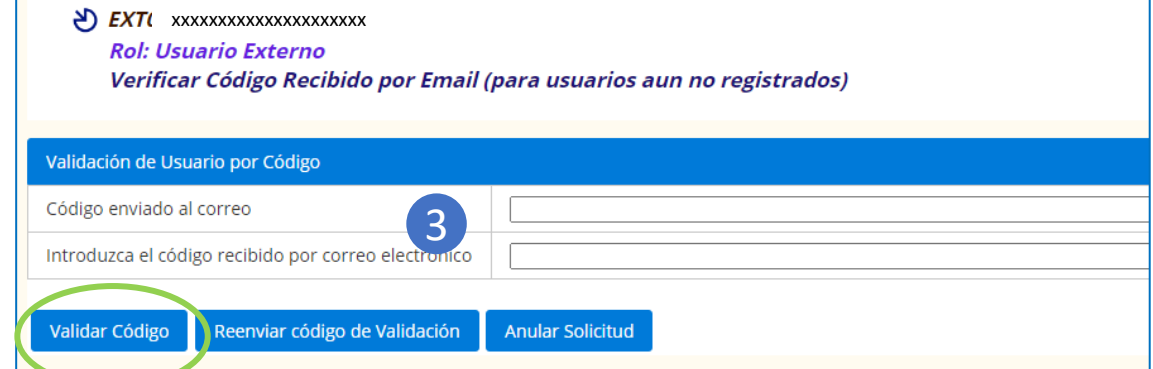 EXT( xxxxxxxxxxxxxxxxxxxxx
Rol: Usuario Externo
Verificar Código Recibido por Email (para usuarios aun no registrados)
Validación de Usuario por Código
Código enviado al correo
3
Introduzca el código recibido por correo electrónico
Validar Código Reenviar código de Validación Anular Solicitud